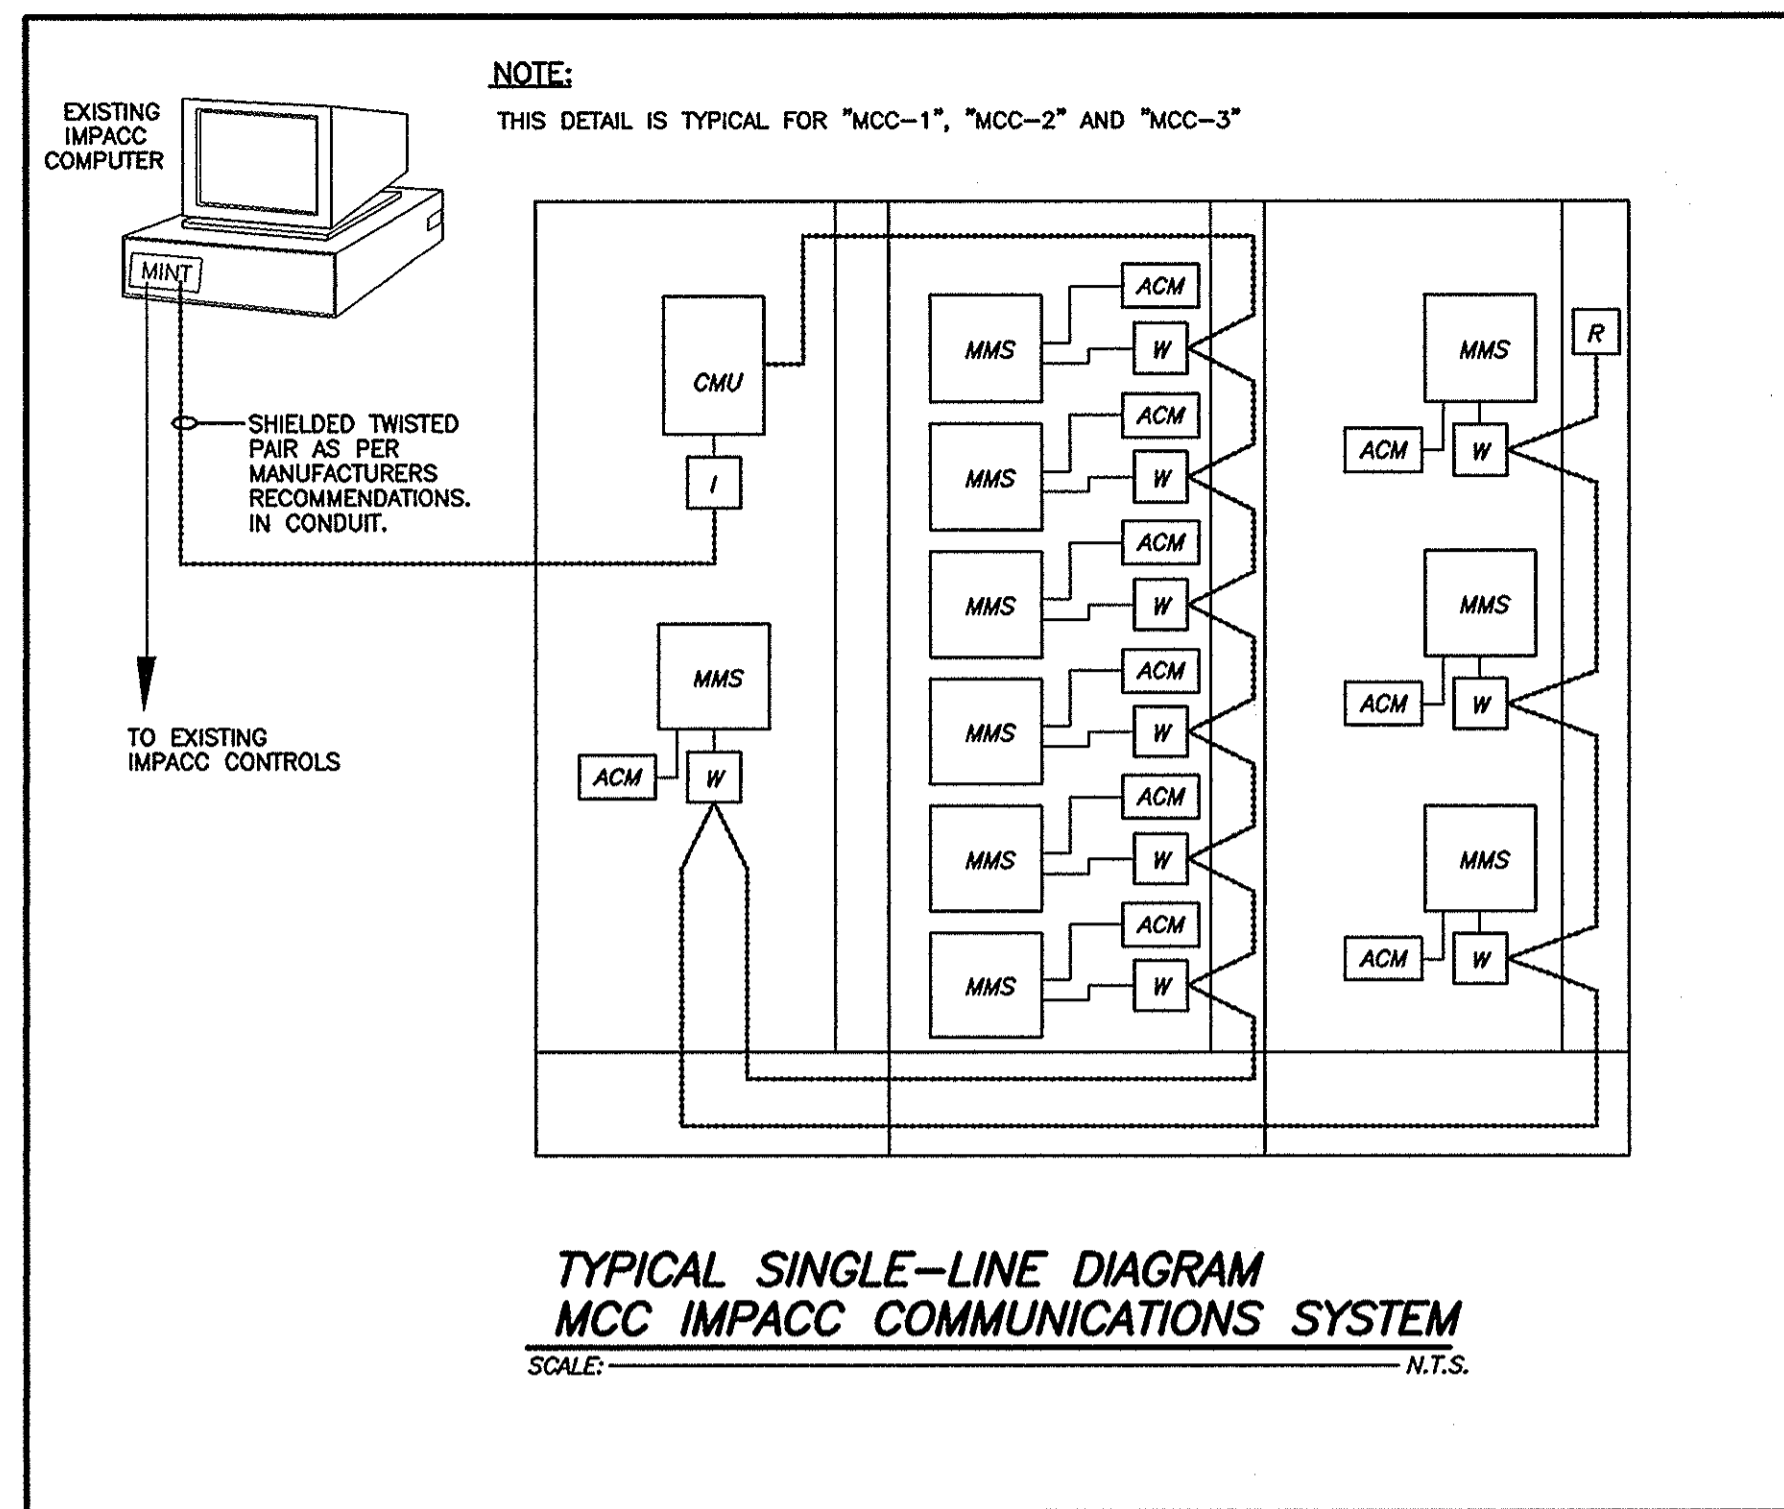 NOTE:
THIS DETAIL IS TYPICAL FOR "MCC-1", "MCC-2" AND "MCC-3"
EXISTING
IMPACC
COMPUTER
MINT
SHIELDED TWISTED
PAIR AS PER
MANUFACTURERS
RECOMMENDATIONS.
IN CONDUIT.
TO EXISTING
IMPACC CONTROLS
CMU
I
MMS
ACM
W
MMS
ACM
W
MMS
ACM
W
MMS
ACM
W
MMS
ACM
W
MMS
ACM
W
MMS
ACM
W
R
MMS
ACM
W
MMS
ACM
W
MMS
ACM
W
TYPICAL SINGLE-LINE DIAGRAM
MCC IMPACC COMMUNICATIONS SYSTEM
SCALE: N.T.S.